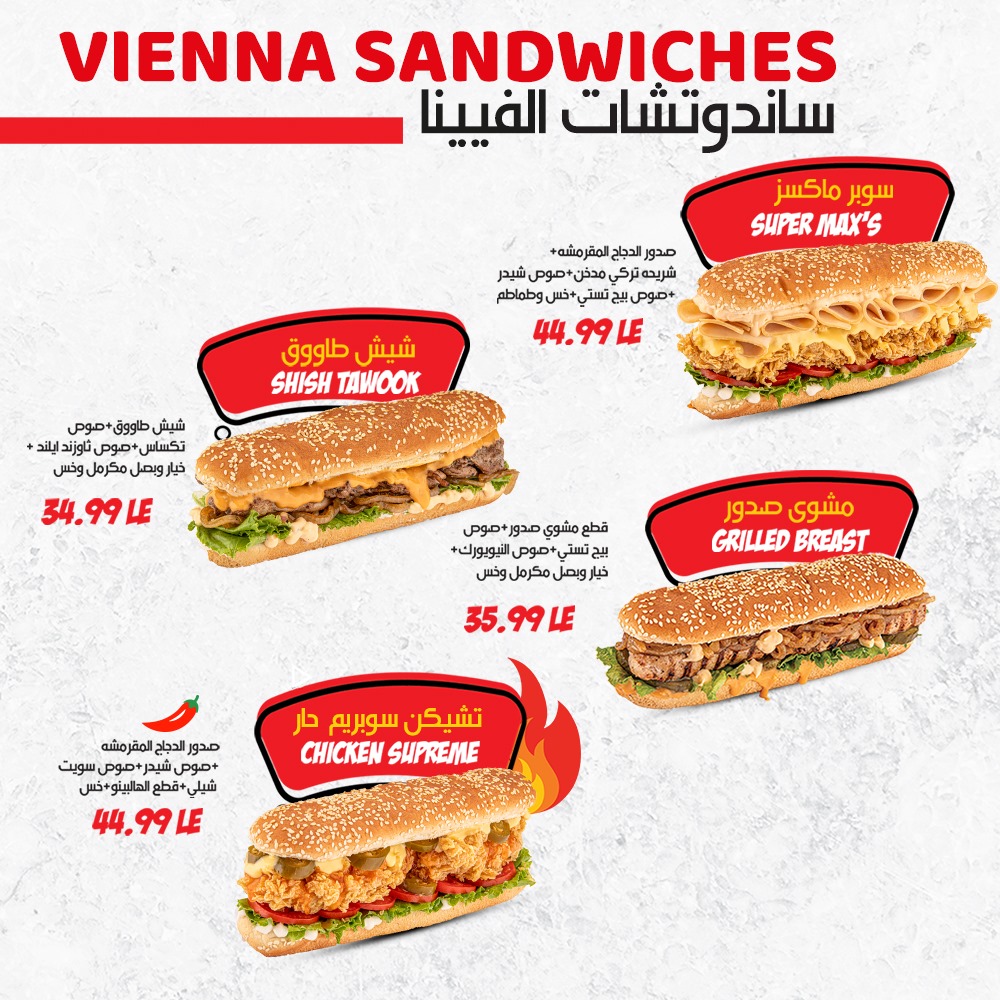 VIENNA SANDWICHES
ساندوتشات الفيينا
سوبر ماكسز
SUPER MAX'S
صدور الدجاج المقرمشه+
شريحه تركي مدخن+صوص شيدر
+صوص بيج تستي+خس وطماطم
44.99 LE
شيش طاووق
SHISH TAWOOK
شيش طاووق+صوص
تكساس+صوص ثاوزند ايلند +
خيار وبصل مكرمل وخس
34.99 LE
مشوى صدور
GRILLED BREAST
قطع مشوي صدور+صوص
بيج تستي+صوص النيويورك+
خيار وبصل مكرمل وخس
35.99 LE
تشيكن سوبريم حار
CHICKEN SUPREME
صدور الدجاج المقرمشه
+صوص شيدر+صوص سويت
شيلي+قطع الهالبينو+خس
44.99 LE